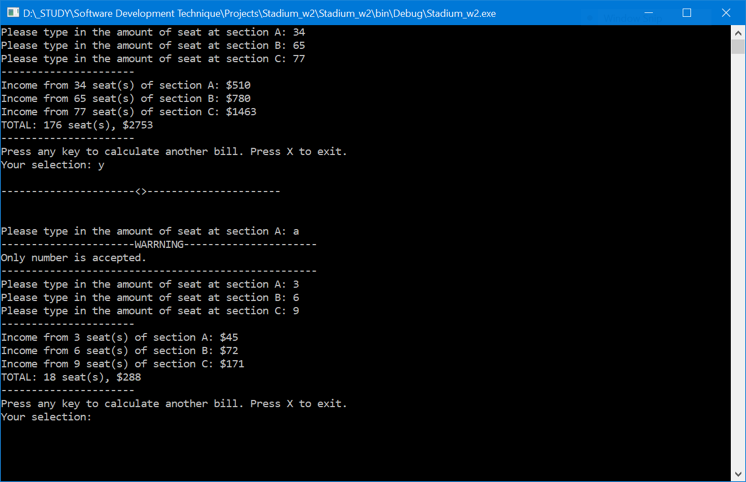 D:\_STUDY\Software Development Technique\Projects\Stadium_w2\Stadium_w2\bin\Debug\Stadium_w2.exe
Please type in the amount of seat at section A: 34
Please type in the amount of seat at section B: 65
Please type in the amount of seat at section C: 77
----------------------
Income from 34 seat(s) of section A: $510
Income from 65 seat(s) of section B: $780
Income from 77 seat(s) of section C: $1463
TOTAL: 176 seat(s), $2753
----------------------
Press any key to calculate another bill. Press X to exit.
Your selection: y
----------------------<>----------------------
Please type in the amount of seat at section A: a
----------------------WARRNING----------------------
Only number is accepted.
----------------------------------------------------
Please type in the amount of seat at section A: 3
Please type in the amount of seat at section B: 6
Please type in the amount of seat at section C: 9
----------------------
Income from 3 seat(s) of section A: $45
Income from 6 seat(s) of section B: $72
Income from 9 seat(s) of section C: $171
TOTAL: 18 seat(s), $288
----------------------
Press any key to calculate another bill. Press X to exit.
Your selection: